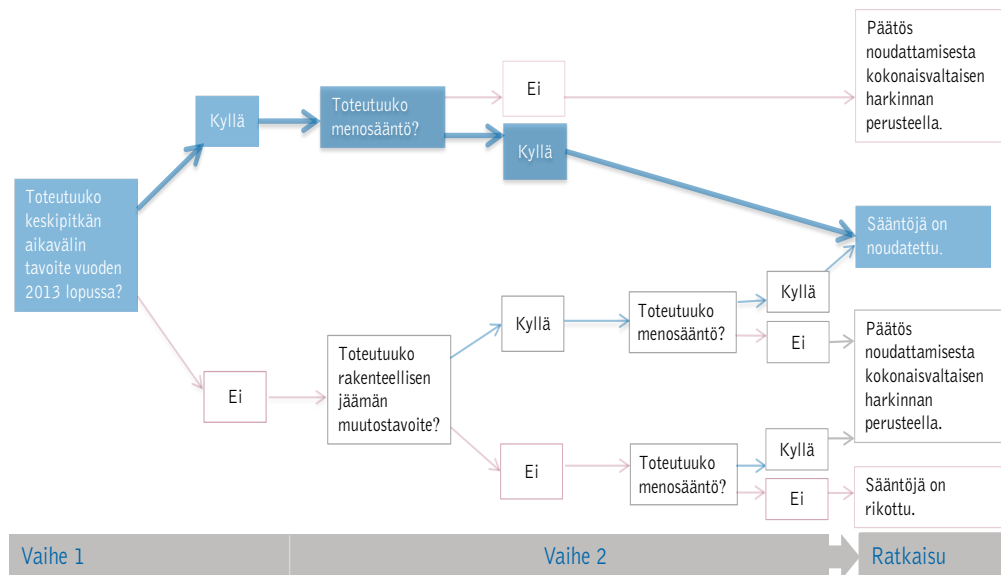 Toteutuuko
keskipitkän
aikavälin
tavoite vuoden
2013 lopussa?
Kyllä
Toteutuuko
menosääntö?
Ei
Kyllä
Päätös
noudattamisesta
kokonaisvaltaisen
harkinnan
perusteella.
Sääntöjä on
noudatettu.
Ei
Toteutuuko
rakenteellisen
jäämän
muutostavoite?
Kyllä
Toteutuuko
menosääntö?
Kyllä
Ei
Päätös
noudattamisesta
kokonaisvaltaisen
harkinnan
perusteella.
Ei
Toteutuuko
menosääntö?
Kyllä
Ei
Sääntöjä on
rikottu.
Vaihe 1
Vaihe 2
Ratkaisu